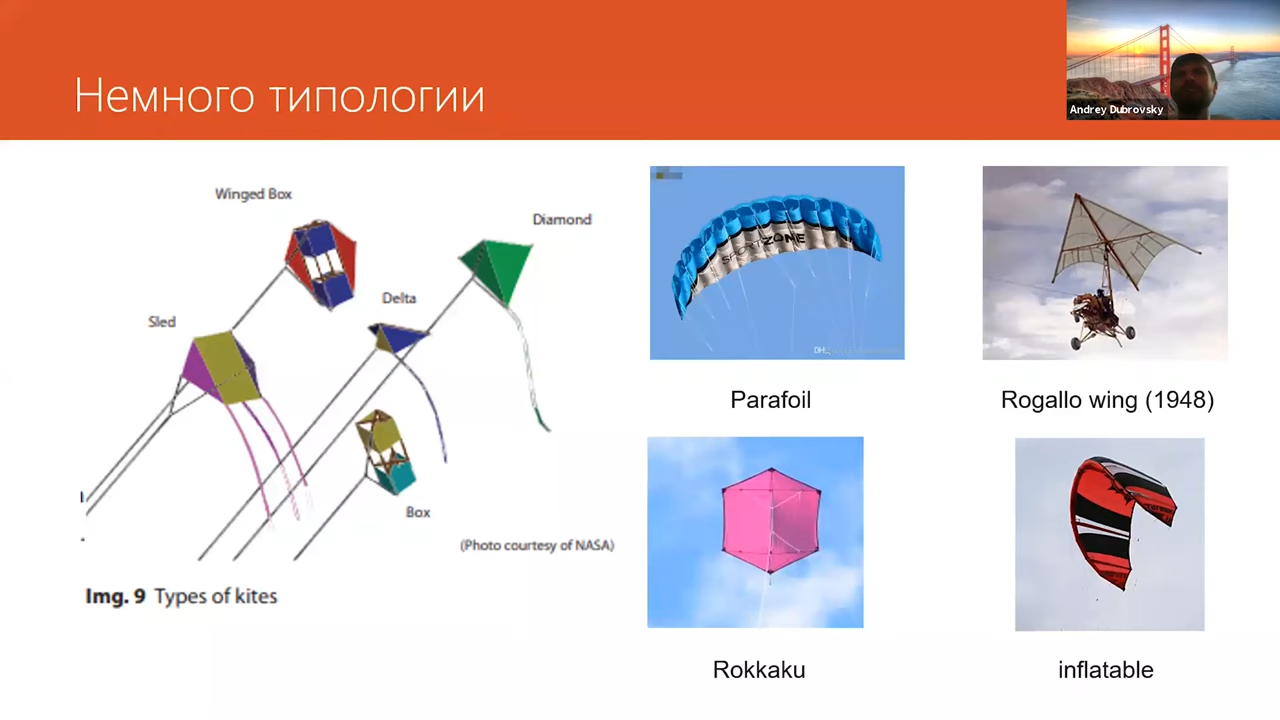 Немного типологии
Andrey Dubrovsky
Winged Box
Diamond
Delta
Sled
Box
(Photo courtesy of NASA)
Img. 9 Types of kites
SPORTZONE
Parafoil
Rogallo wing (1948)
Rokkaku
inflatable